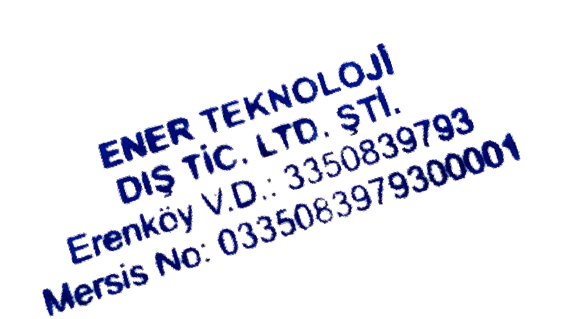 ENER TEKNOLOJİ
DIŞ TİC. LTD. ŞTİ.
Erenköy V.D.: 3350839793
Mersis No: 0335083979300001